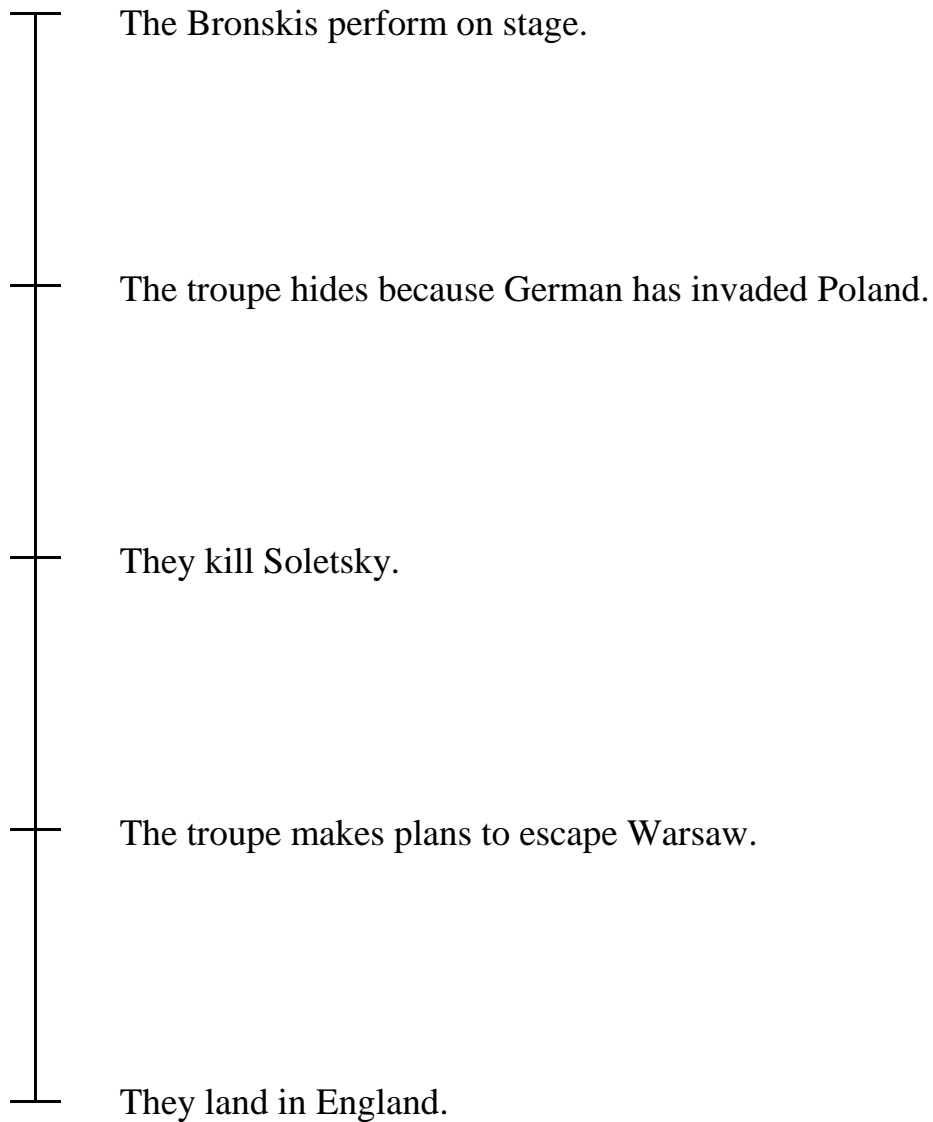 The Bronskis perform on stage.
The troupe hides because German has invaded Poland.
They kill Soletsky.
The troupe makes plans to escape Warsaw.
They land in England.